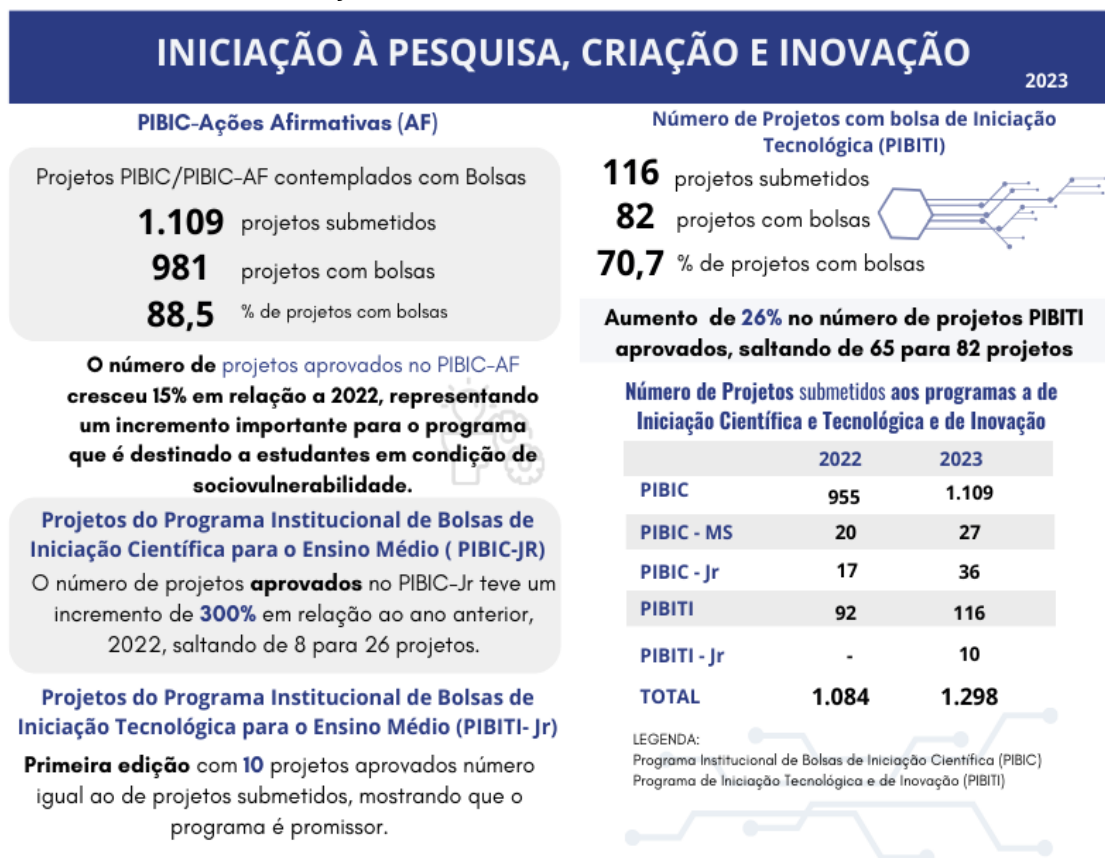 INICIAÇÃO À PESQUISA, CRIAÇÃO E INOVAÇÃO
2023
PIBIC-Ações Afirmativas (AF)
Projetos PIBIC/PIBIC-AF contemplados com Bolsas
1.109 projetos submetidos
981 projetos com bolsas
88,5 % de projetos com bolsas
O número de projetos aprovados no PIBIC-AF
cresceu 15% em relação a 2022, representando
um incremento importante para o programa
que é destinado a estudantes em condição de
sociovulnerabilidade.
Projetos do Programa Institucional de Bolsas de
Iniciação Científica para o Ensino Médio ( PIBIC-JR)
O número de projetos aprovados no PIBIC-Jr teve um
incremento de 300% em relação ao ano anterior,
2022, saltando de 8 para 26 projetos.
Projetos do Programa Institucional de Bolsas de
Iniciação Tecnológica para o Ensino Médio (PIBITI- Jr)
Primeira edição com 10 projetos aprovados número
igual ao de projetos submetidos, mostrando que o
programa é promissor.
Número de Projetos com bolsa de Iniciação
Tecnológica (PIBITI)
116 projetos submetidos
82 projetos com bolsas
70,7 % de projetos com bolsas
Aumento de 26% no número de projetos PIBITI
aprovados, saltando de 65 para 82 projetos
Número de Projetos submetidos aos programas a de
Iniciação Científica e Tecnológica e de Inovação
2022 2023
PIBIC 955 1.109
PIBIC - MS 20 27
PIBIC - Jr 17 36
PIBITI 92 116
PIBITI - Jr - 10
TOTAL 1.084 1.298
LEGENDA:
Programa Institucional de Bolsas de Iniciação Científica (PIBIC)
Programa de Iniciação Tecnológica e de Inovação (PIBITI)